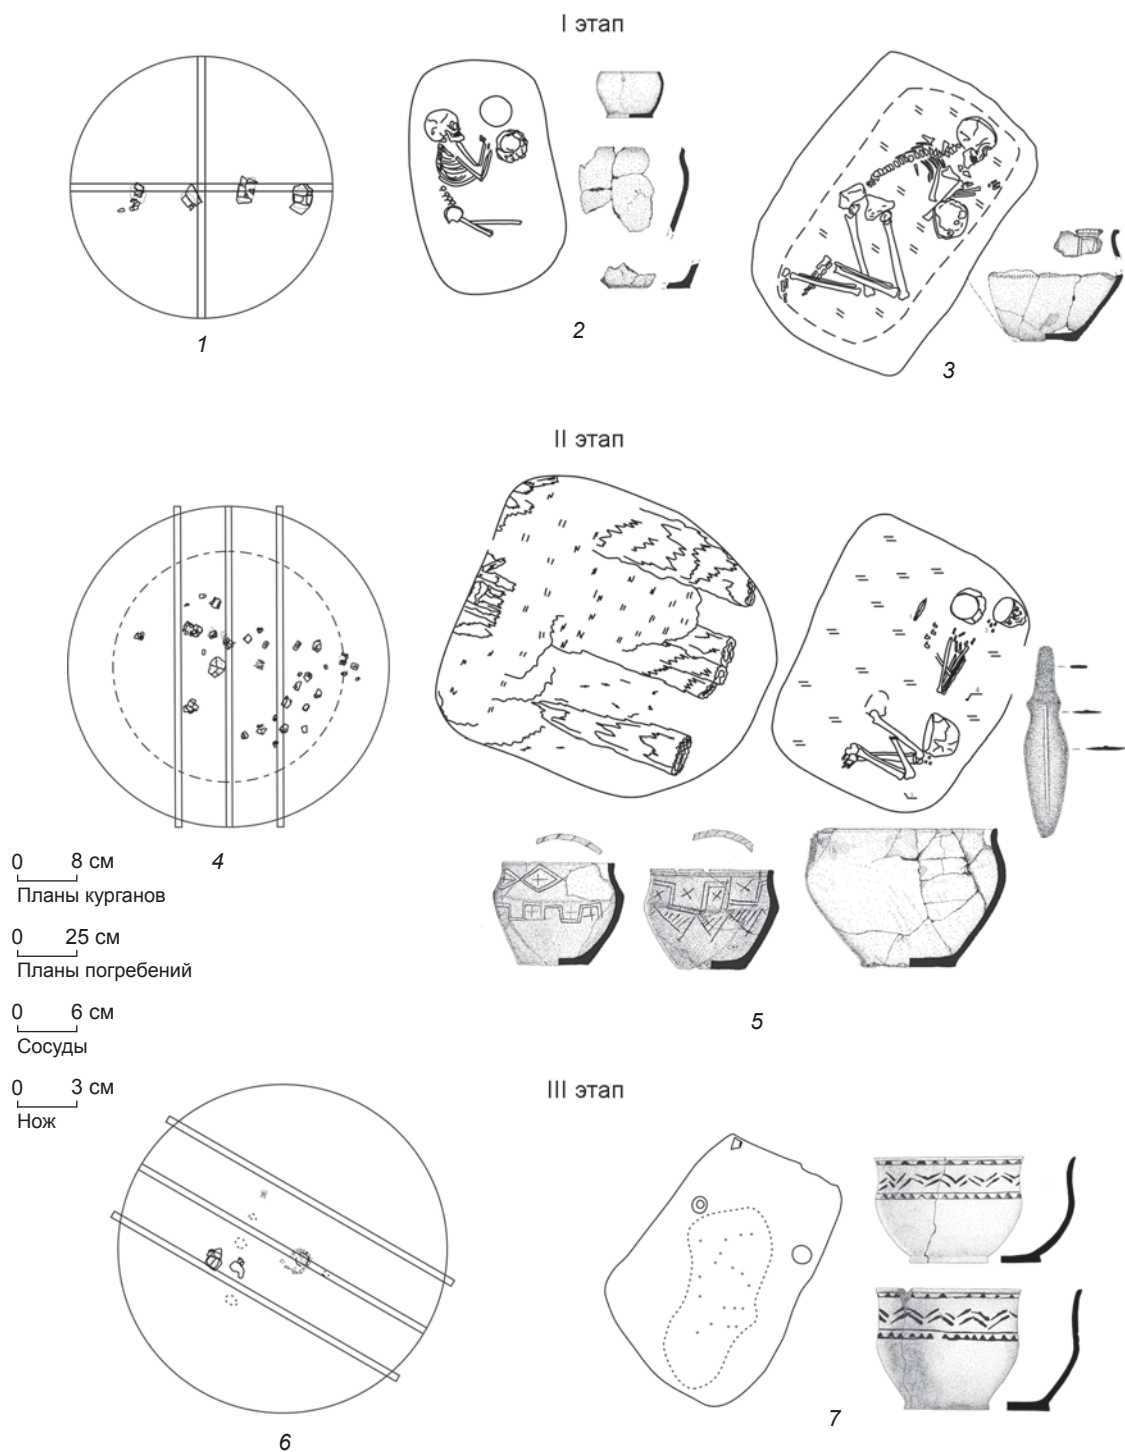 I этап
1
2
3
II этап
4
5
0 8 см
Планы курганов
0 25 см
Планы погребений
0 6 см
Сосуды
0 3 см
Нож
III этап
6
7